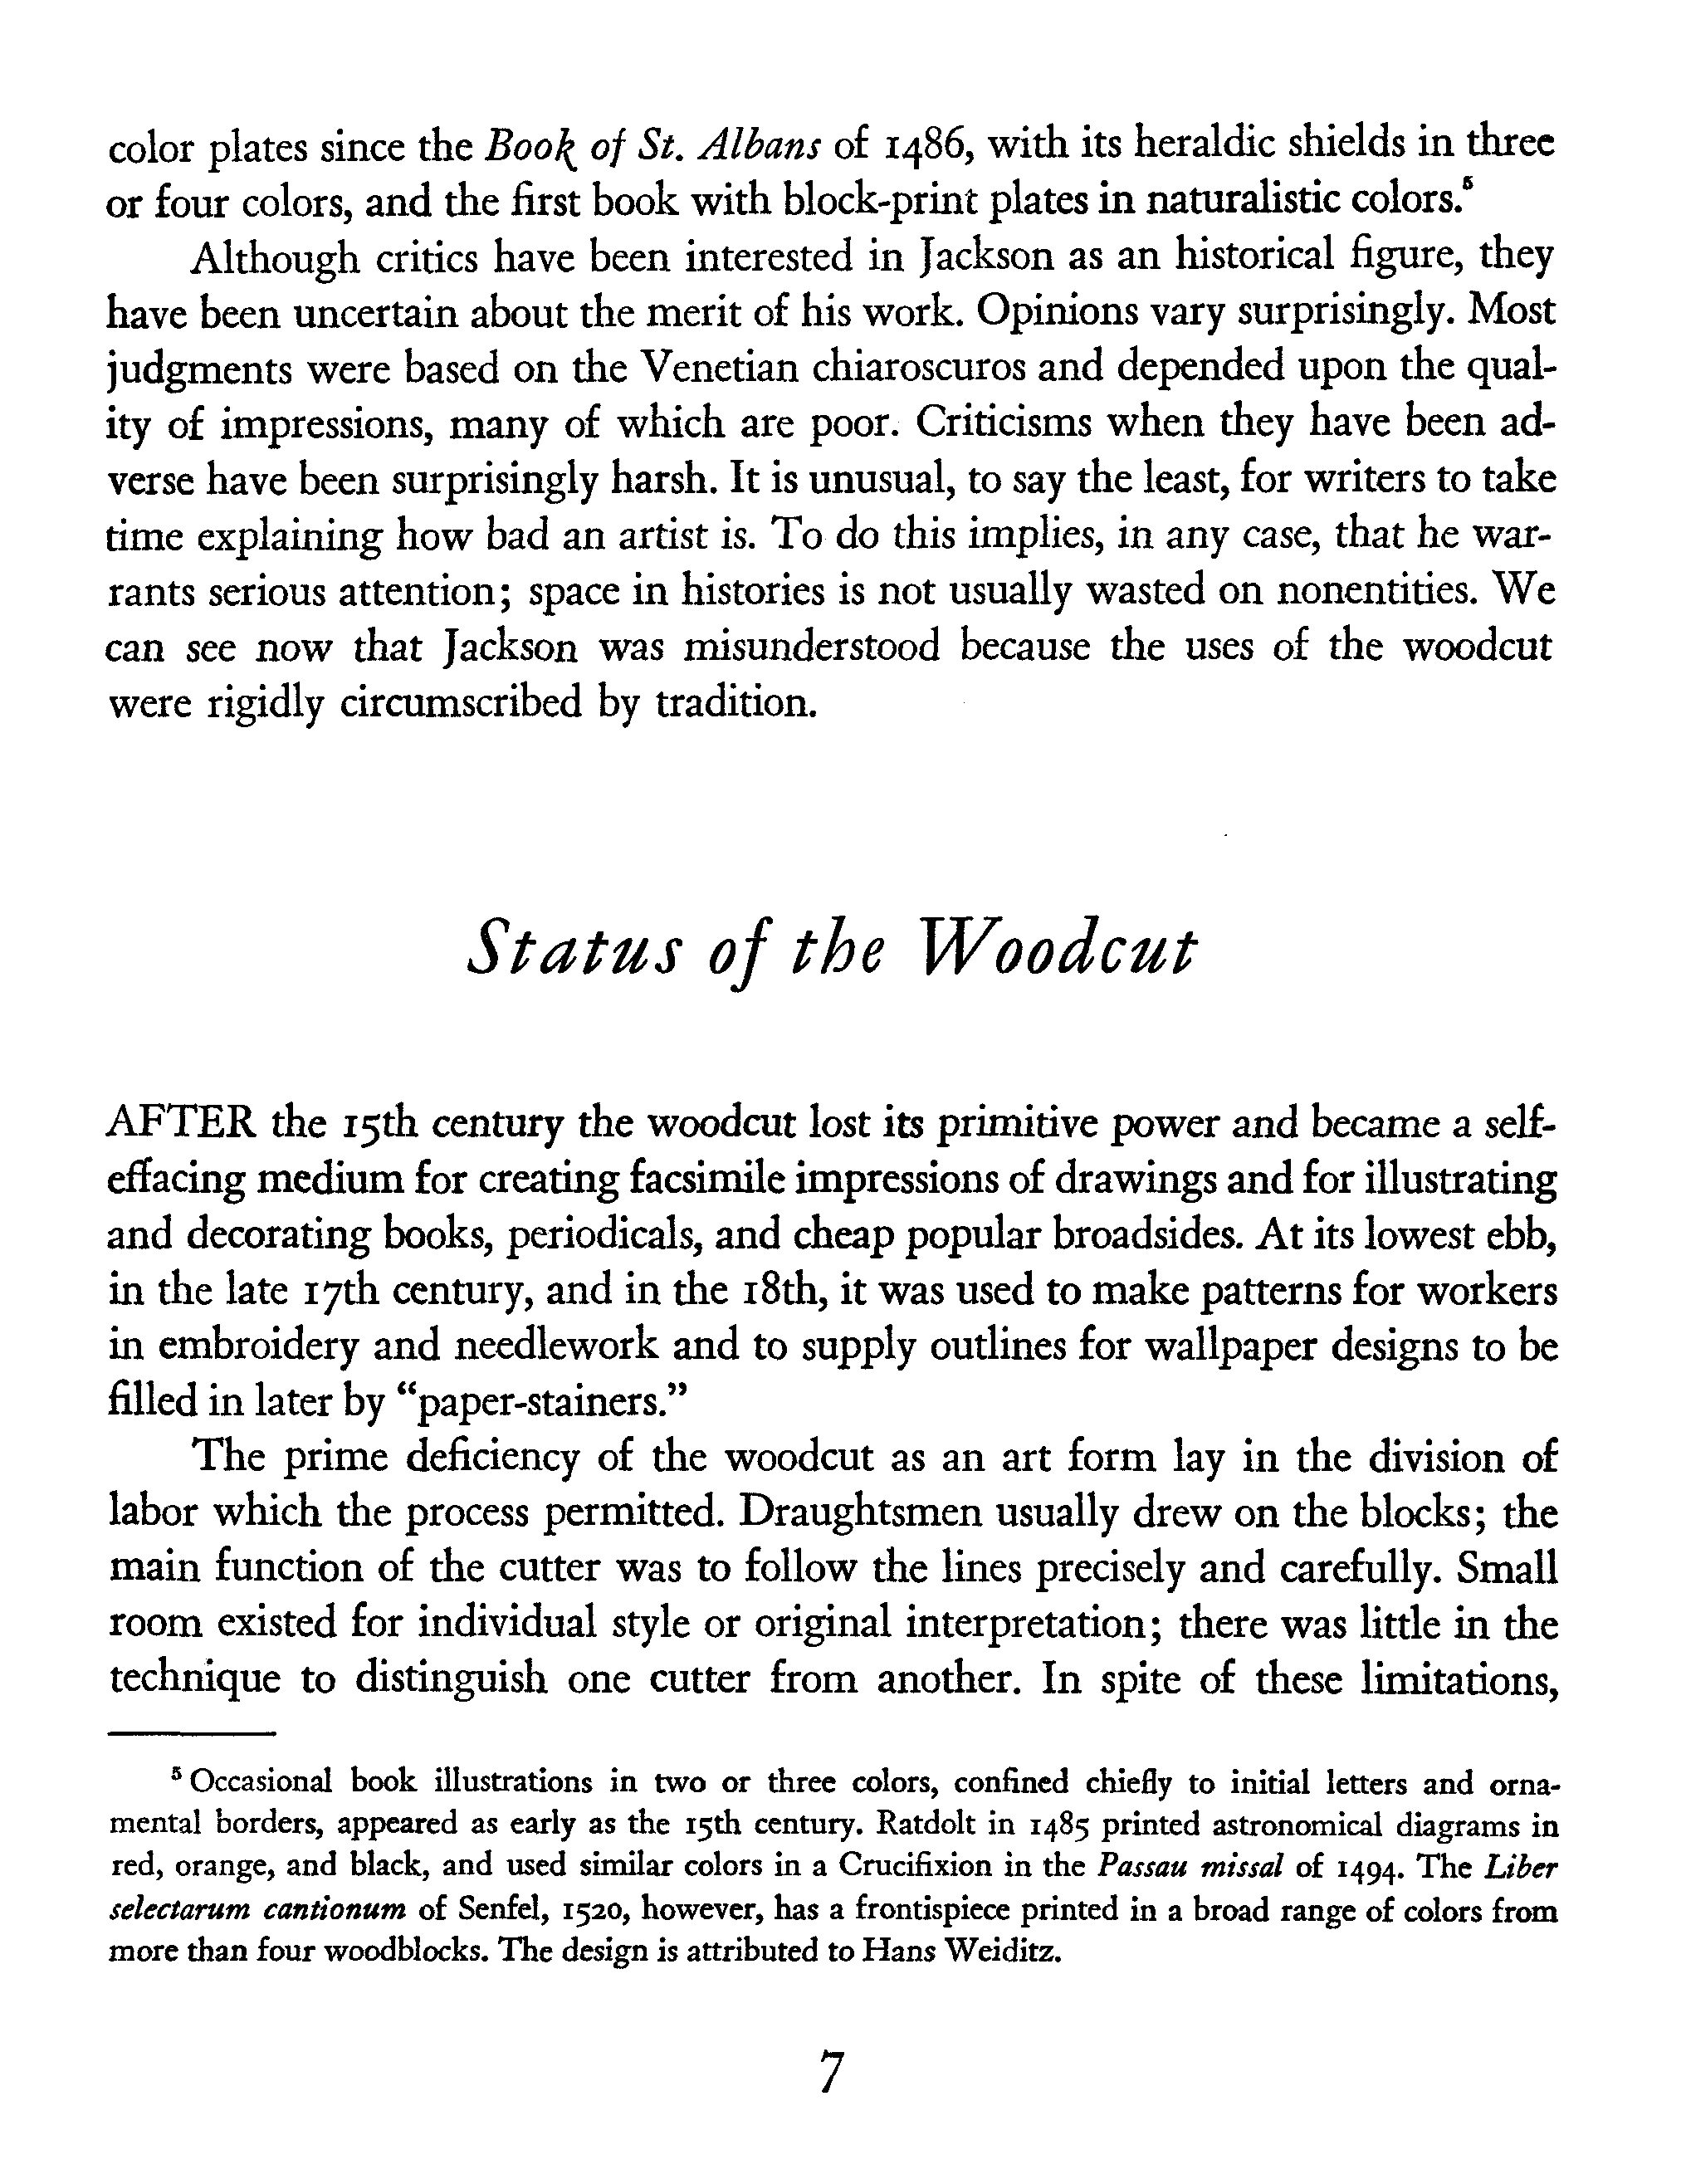 color plates since the Book of St. Albans of 1486, with its heraldic shields in three
or four colors, and the first book with block-print plates in naturalistic colors.⁵
Although critics have been interested in Jackson as an historical figure, they
have been uncertain about the merit of his work. Opinions vary surprisingly. Most
judgments were based on the Venetian chiaroscuros and depended upon the qual-
ity of impressions, many of which are poor. Criticisms when they have been ad-
verse have been surprisingly harsh. It is unusual, to say the least, for writers to take
time explaining how bad an artist is. To do this implies, in any case, that he war-
rants serious attention; space in histories is not usually wasted on nonentities. We
can see now that Jackson was misunderstood because the uses of the woodcut
were rigidly circumscribed by tradition.
Status of the Woodcut
AFTER the 15th century the woodcut lost its primitive power and became a self-
effacing medium for creating facsimile impressions of drawings and for illustrating
and decorating books, periodicals, and cheap popular broadsides. At its lowest ebb,
in the late 17th century, and in the 18th, it was used to make patterns for workers
in embroidery and needlework and to supply outlines for wallpaper designs to be
filled in later by “paper-stainers.”
The prime deficiency of the woodcut as an art form lay in the division of
labor which the process permitted. Draughtsmen usually drew on the blocks; the
main function of the cutter was to follow the lines precisely and carefully. Small
room existed for individual style or original interpretation; there was little in the
technique to distinguish one cutter from another. In spite of these limitations,
⁵ Occasional book illustrations in two or three colors, confined chiefly to initial letters and orna-
mental borders, appeared as early as the 15th century. Ratdolt in 1485 printed astronomical diagrams in
red, orange, and black, and used similar colors in a Crucifixion in the Passau missal of 1494. The Liber
selectarum cantionum of Senfel, 1520, however, has a frontispiece printed in a broad range of colors from
more than four woodblocks. The design is attributed to Hans Weiditz.
7